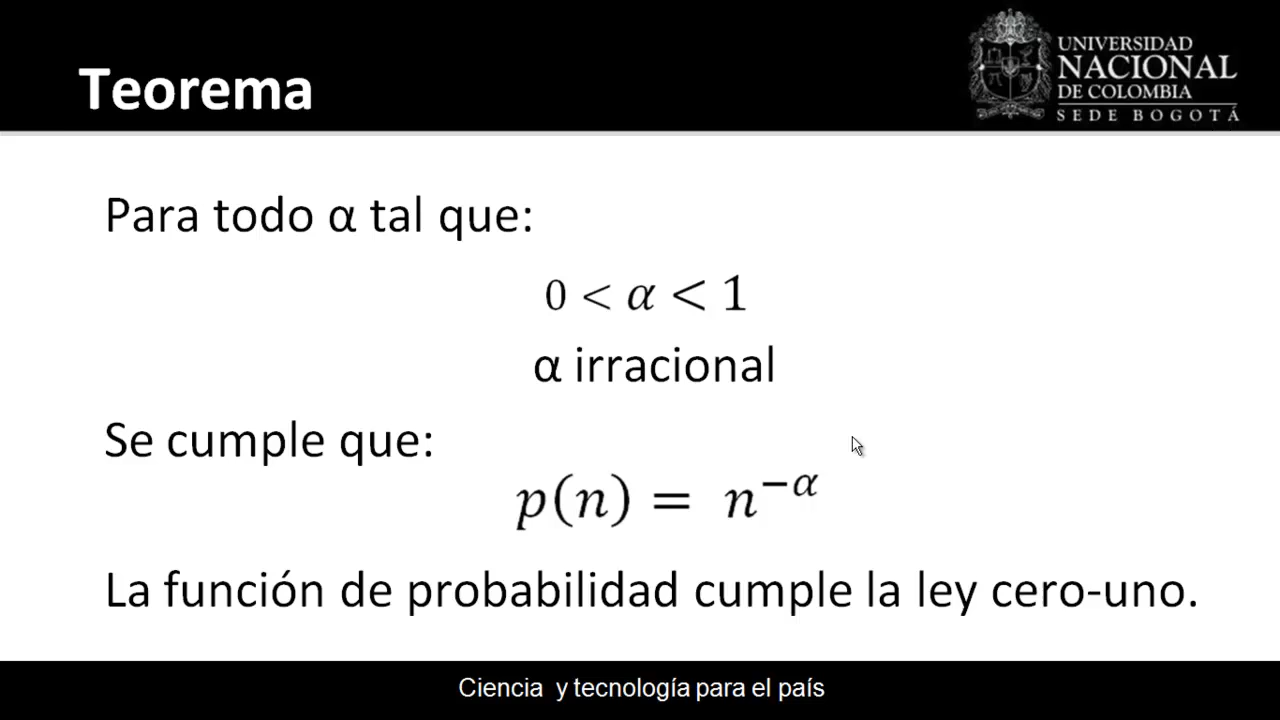 Teorema
UNIVERSIDAD
NACIONAL
DE COLOMBIA
SEDE BOGOTÁ
Para todo α tal que:
0 < α < 1
α irracional
Se cumple que:
p(n) = n^{-α}
La función de probabilidad cumple la ley cero-uno.
Ciencia y tecnología para el país